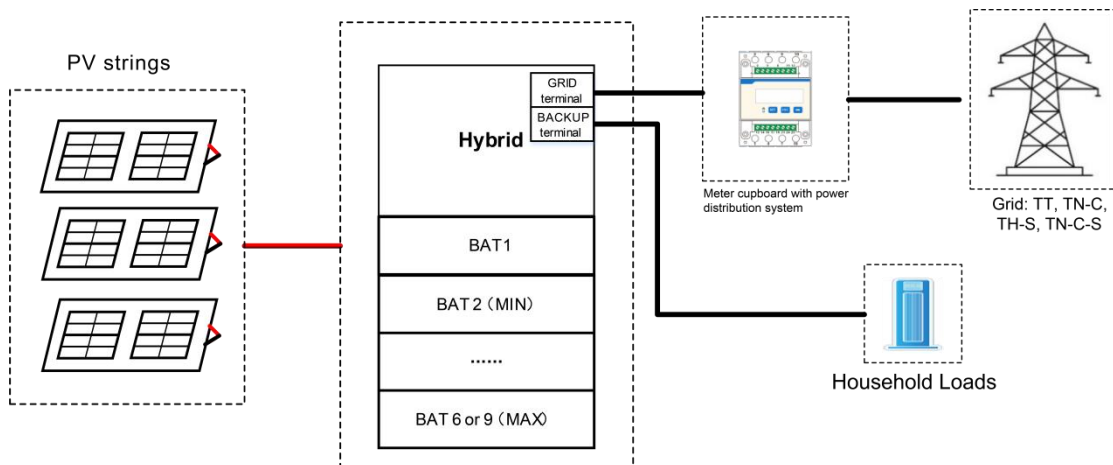 PV strings
GRID
terminal
BACKUP
terminal
Hybrid
BAT1
BAT 2 (MIN)
......
BAT 6 or 9 (MAX)
Meter cupboard with power
distribution system
Grid: TT, TN-C,
TH-S, TN-C-S
Household Loads